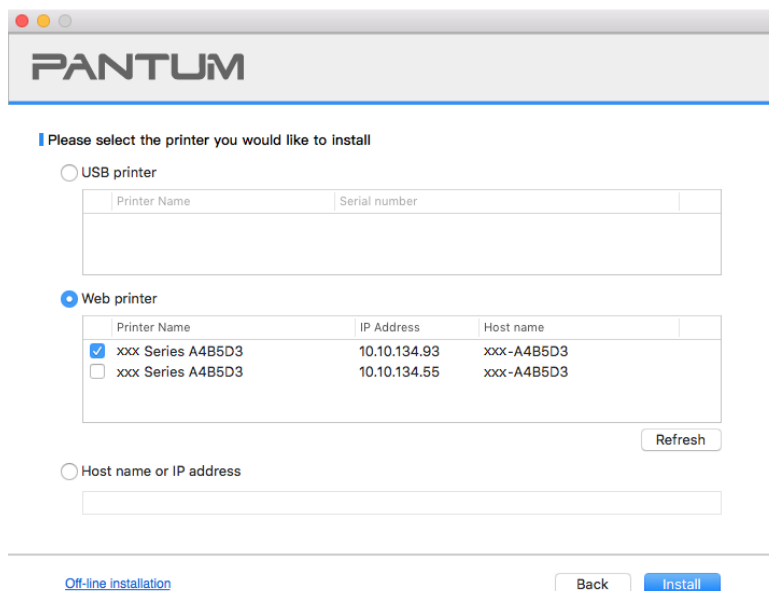 PANTUM
Please select the printer you would like to install
USB printer
Printer Name Serial number
Web printer
Printer Name IP Address Host name
xxx Series A4B5D3 10.10.134.93 xxx-A4B5D3
xxx Series A4B5D3 10.10.134.55 xxx-A4B5D3
Refresh
Host name or IP address
Off-line installation Back Install